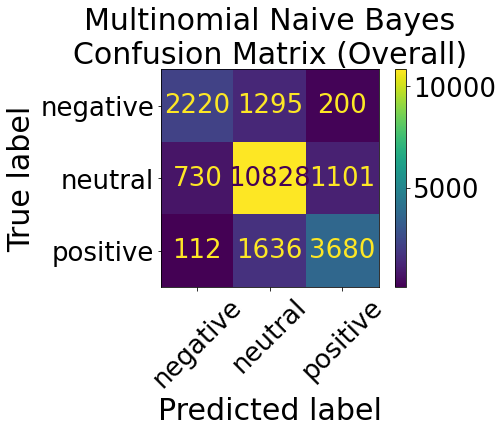 Multinomial Naive Bayes
Confusion Matrix (Overall)
True label
negative 2220 1295 200
neutral 730 10828 1101
positive 112 1636 3680
10000
5000
negative neutral positive
Predicted label